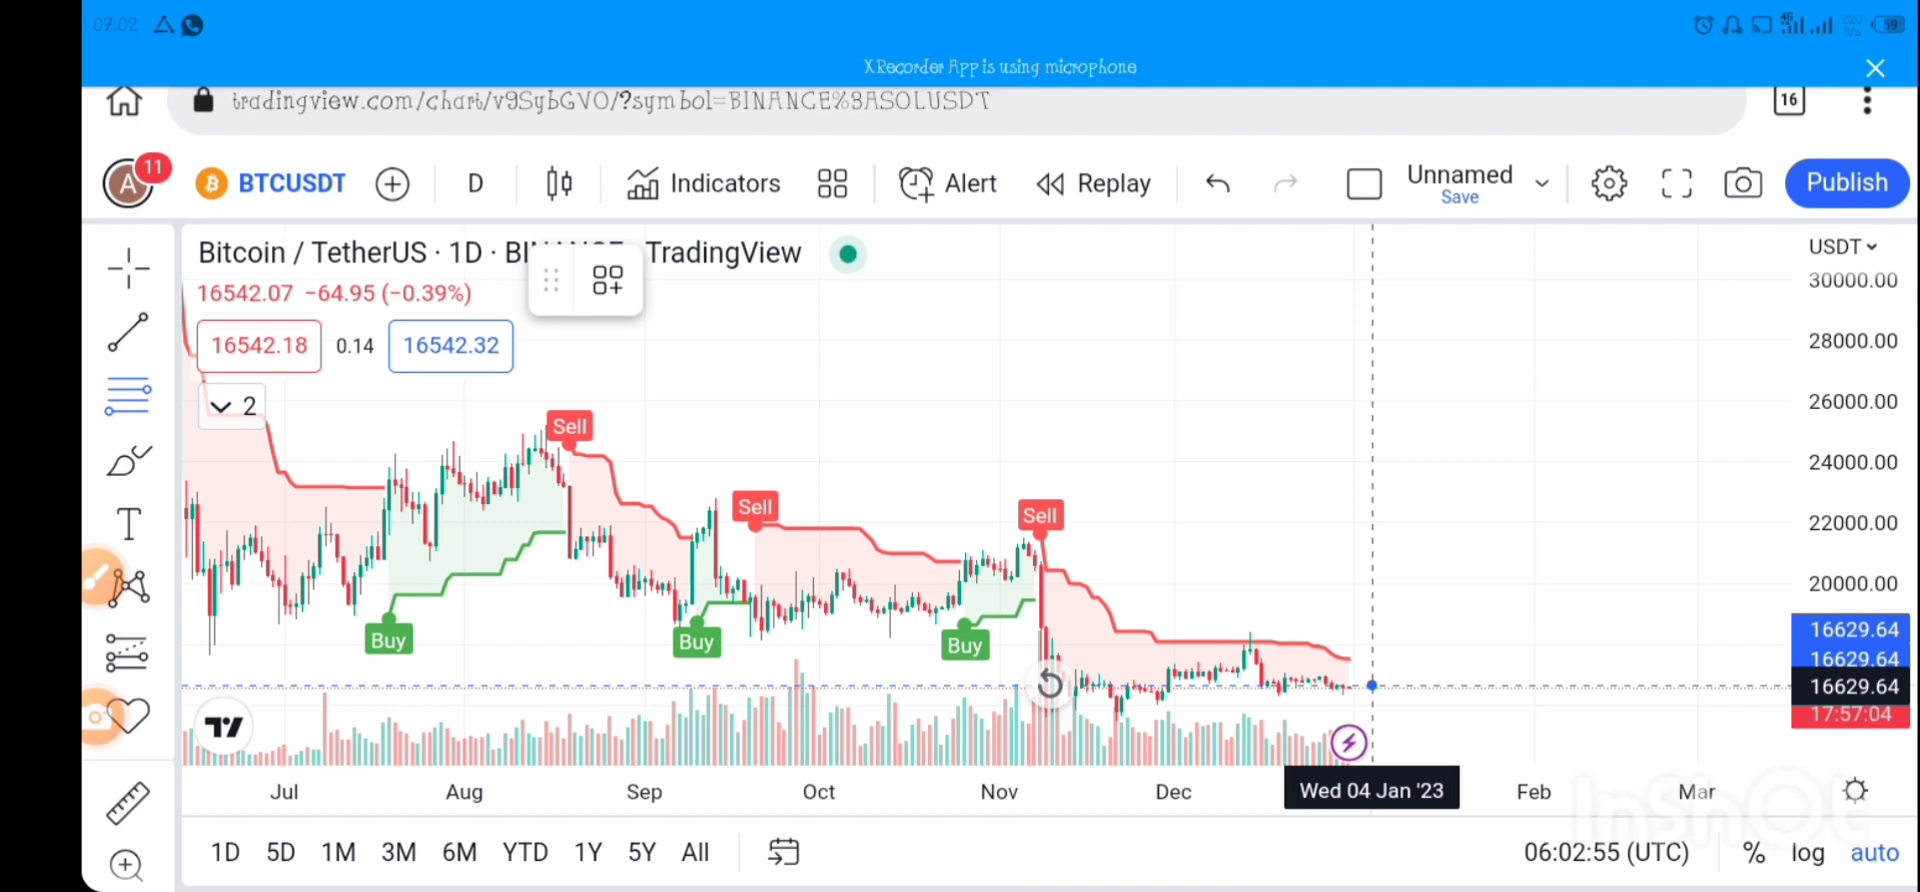 07:02
4G 220 B/s 59
XRecorder App is using microphone
tradingview.com/chart/v9SybGVO/?symbol=BINANCE%3ASOLUSDT
16
A 11 BTCUSDT D Indicators Alert Replay Unnamed Save Publish
Bitcoin / TetherUS · 1D · BINANCE · TradingView
USDT
16542.07 −64.95 (−0.39%)
16542.18 0.14 16542.32
2
30000.00
28000.00
26000.00
24000.00
22000.00
20000.00
Sell
Sell
Sell
Buy
Buy
Buy
T
16629.64
16629.64
16629.64
17:57:04
Jul Aug Sep Oct Nov Dec Wed 04 Jan '23 Feb Mar
InShOt
1D 5D 1M 3M 6M YTD 1Y 5Y All 06:02:55 (UTC) % log auto